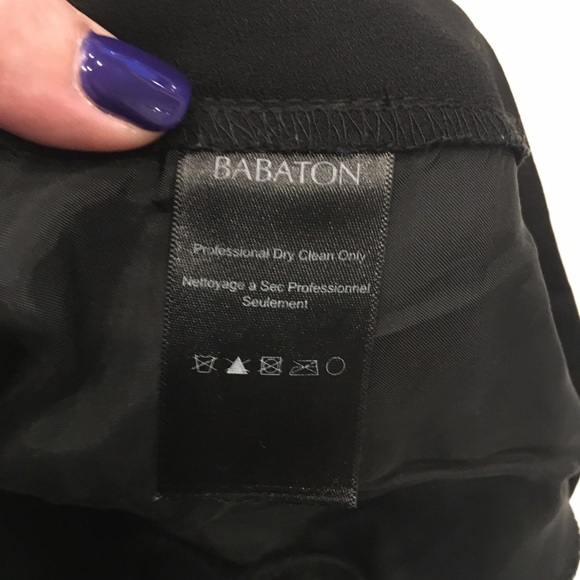 BABATON
Professional Dry Clean Only
Nettoyage a Sec Professionnel
Seulement